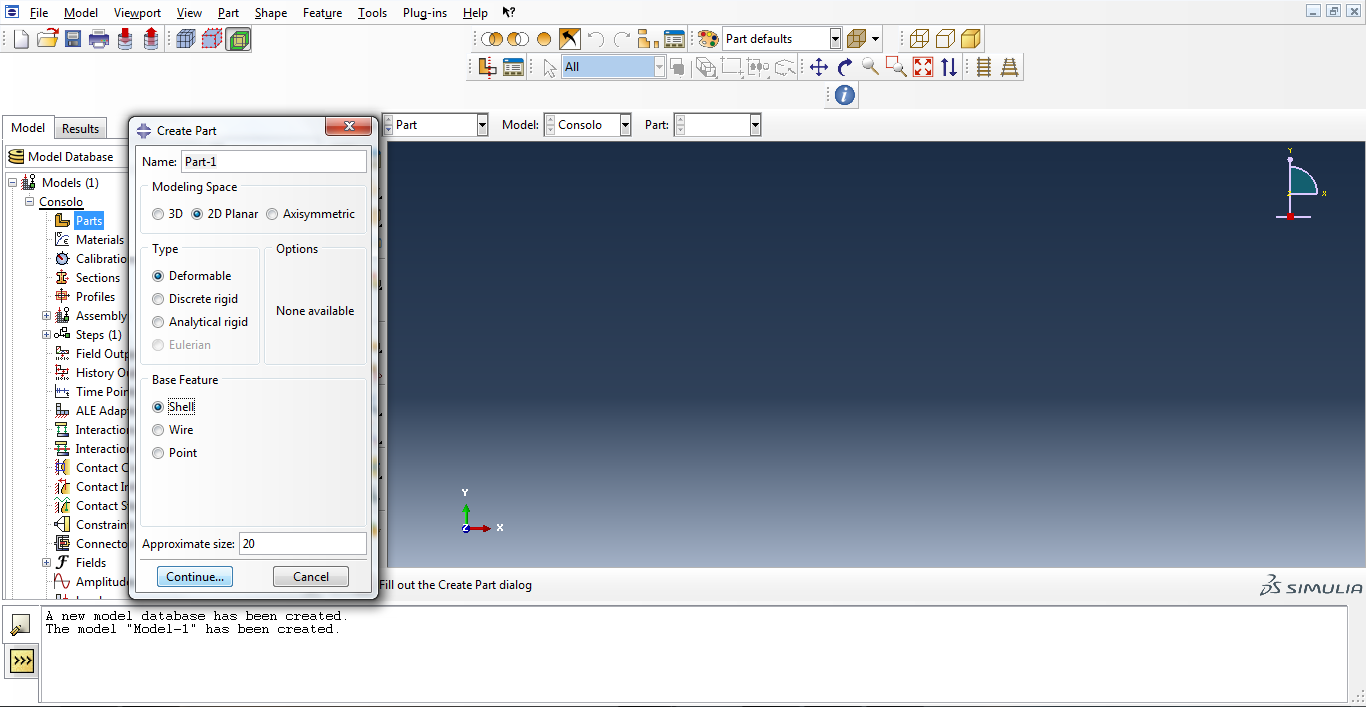 File Model Viewport View Part Shape Feature Tools Plug-ins Help
Part defaults
All
Model Results
Part Model: Consolo Part:
Model Database
Models (1)
Consolo
Parts
Materials
Calibratio
Sections
Profiles
Assembly
Steps (1)
Field Outp
History O
Time Poin
ALE Adap
Interaction
Interaction
Contact C
Contact In
Contact S
Constrain
Connecto
Fields
Amplitude
Create Part
Name: Part-1
Modeling Space
3D 2D Planar Axisymmetric
Type
Deformable
Discrete rigid
Analytical rigid
Eulerian
Options
None available
Base Feature
Shell
Wire
Point
Approximate size: 20
Continue... Cancel
Y
X
Y
Z X
Fill out the Create Part dialog
SIMULIA
A new model database has been created.
The model "Model-1" has been created.
>>>